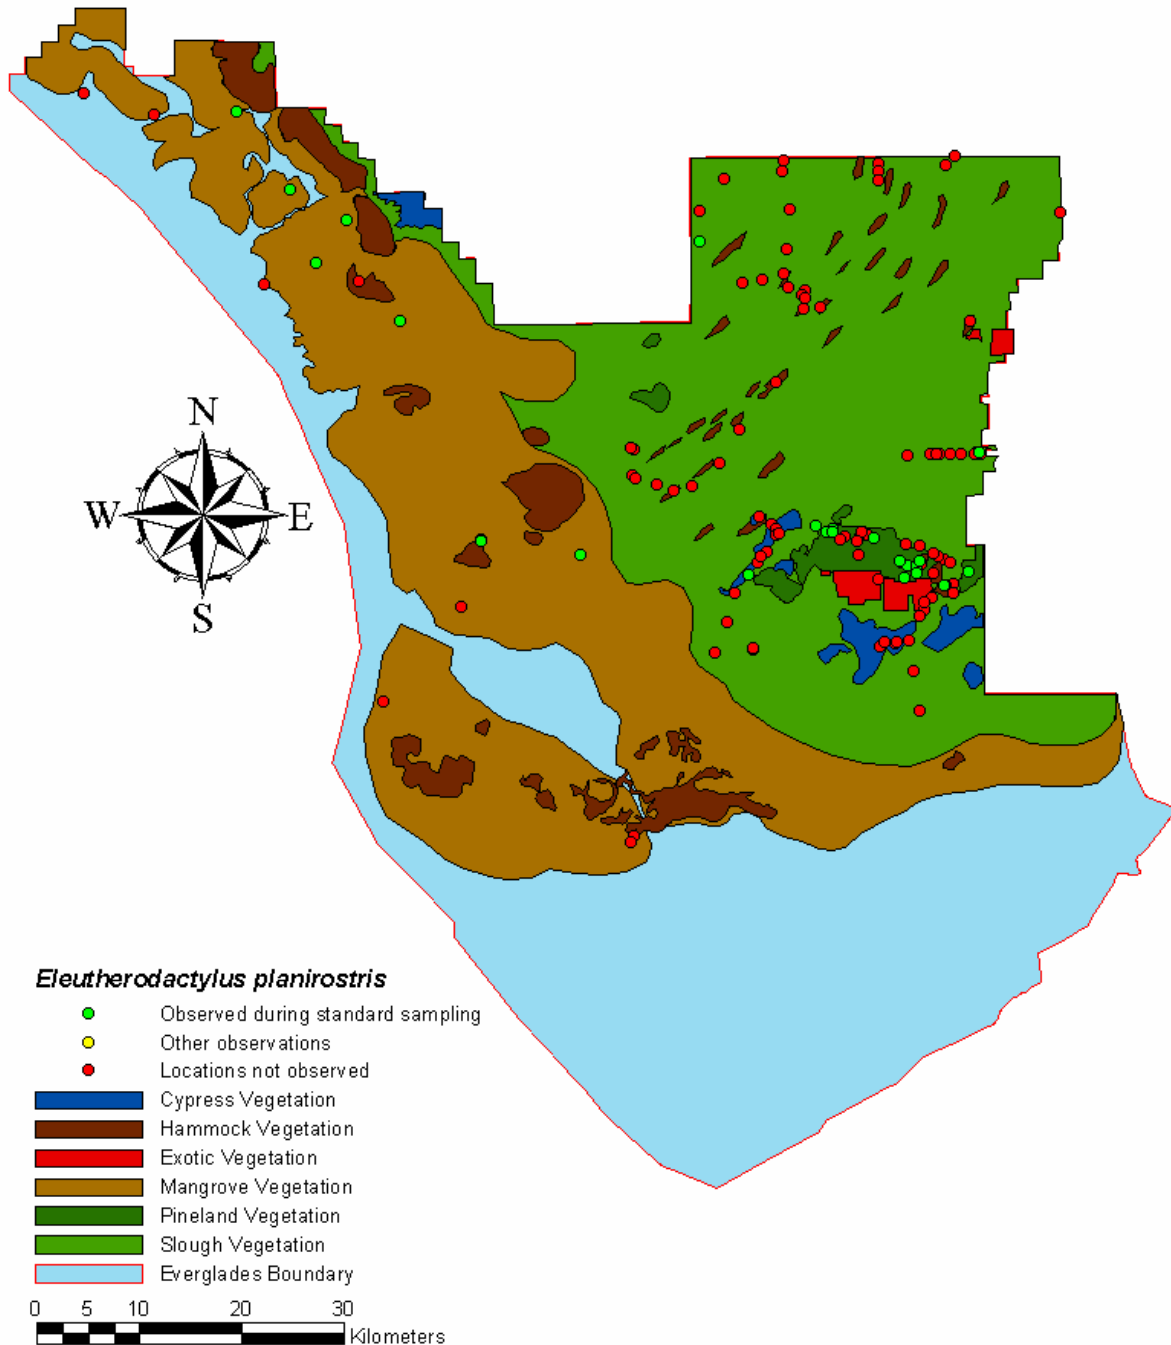 N
W E
S
Eleutherodactylus planirostris
Observed during standard sampling
Other observations
Locations not observed
Cypress Vegetation
Hammock Vegetation
Exotic Vegetation
Mangrove Vegetation
Pineland Vegetation
Slough Vegetation
Everglades Boundary
0 5 10 20 30
Kilometers